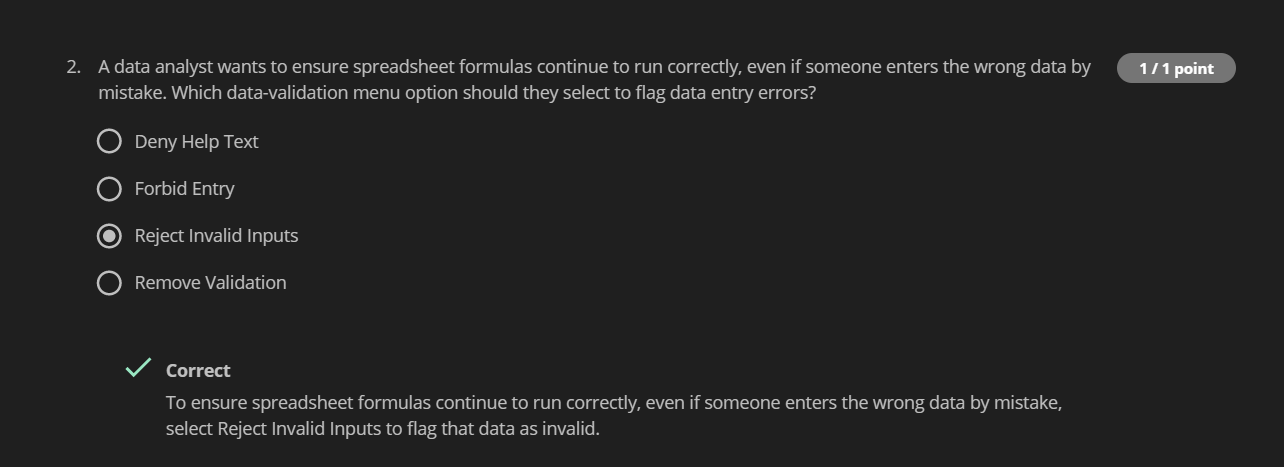 2. A data analyst wants to ensure spreadsheet formulas continue to run correctly, even if someone enters the wrong data by
mistake. Which data-validation menu option should they select to flag data entry errors?
1 / 1 point
Deny Help Text
Forbid Entry
Reject Invalid Inputs
Remove Validation
Correct
To ensure spreadsheet formulas continue to run correctly, even if someone enters the wrong data by mistake,
select Reject Invalid Inputs to flag that data as invalid.